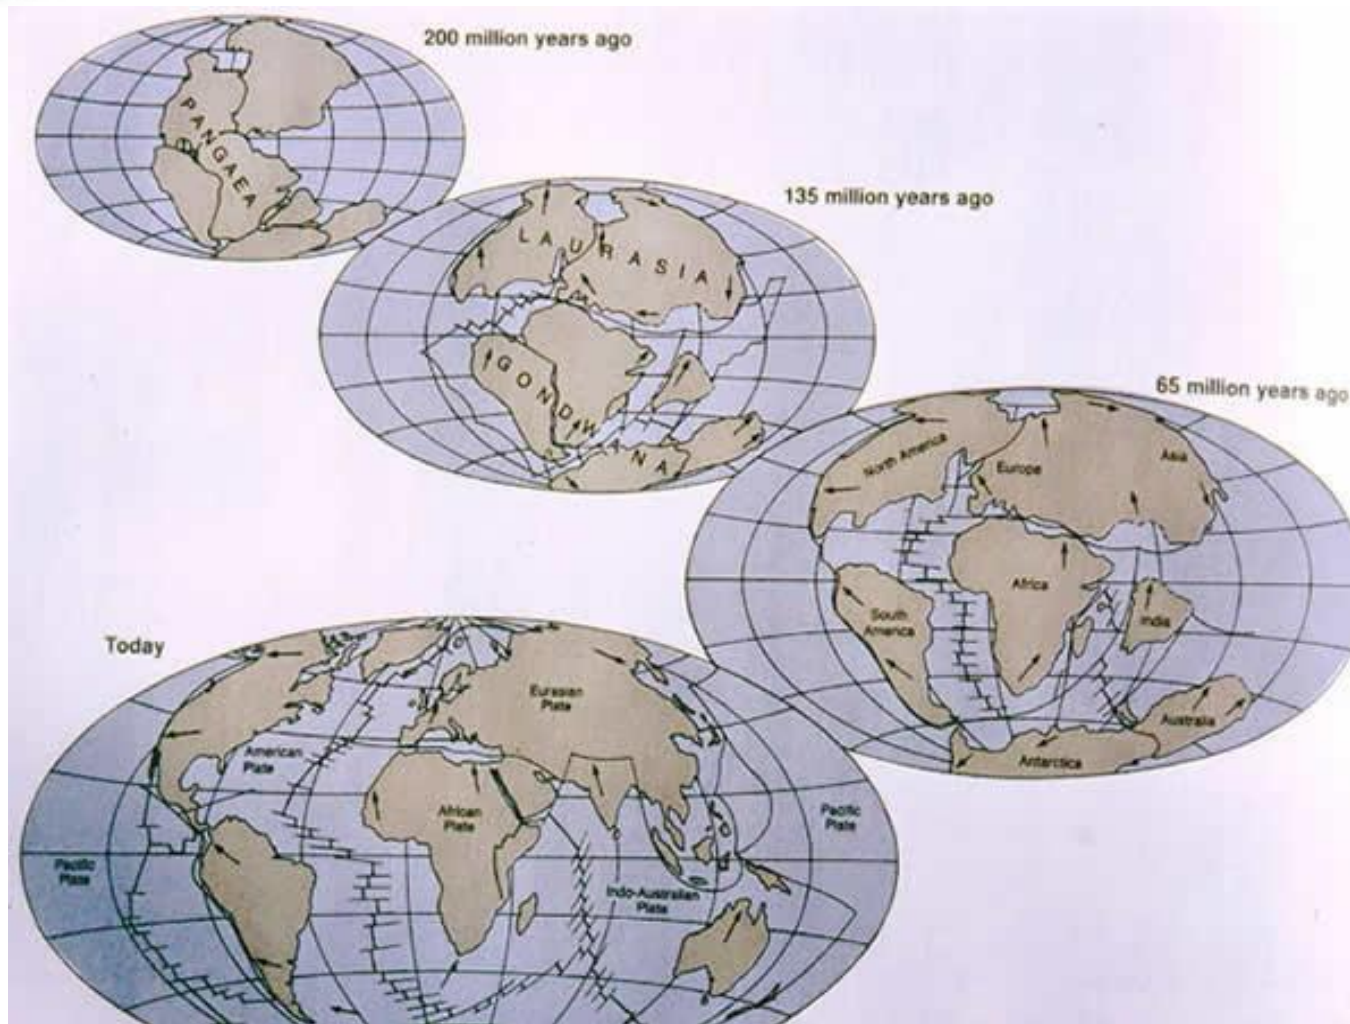 200 million years ago
PANGAEA
135 million years ago
LAURASIA
GONDWANA
65 million years ago
North America
Europe
Asia
Africa
South
America
India
Australia
Antarctica
Today
Eurasian
Plate
American
Plate
African
Plate
Pacific
Plate
Pacific
Plate
Indo-Australian
Plate